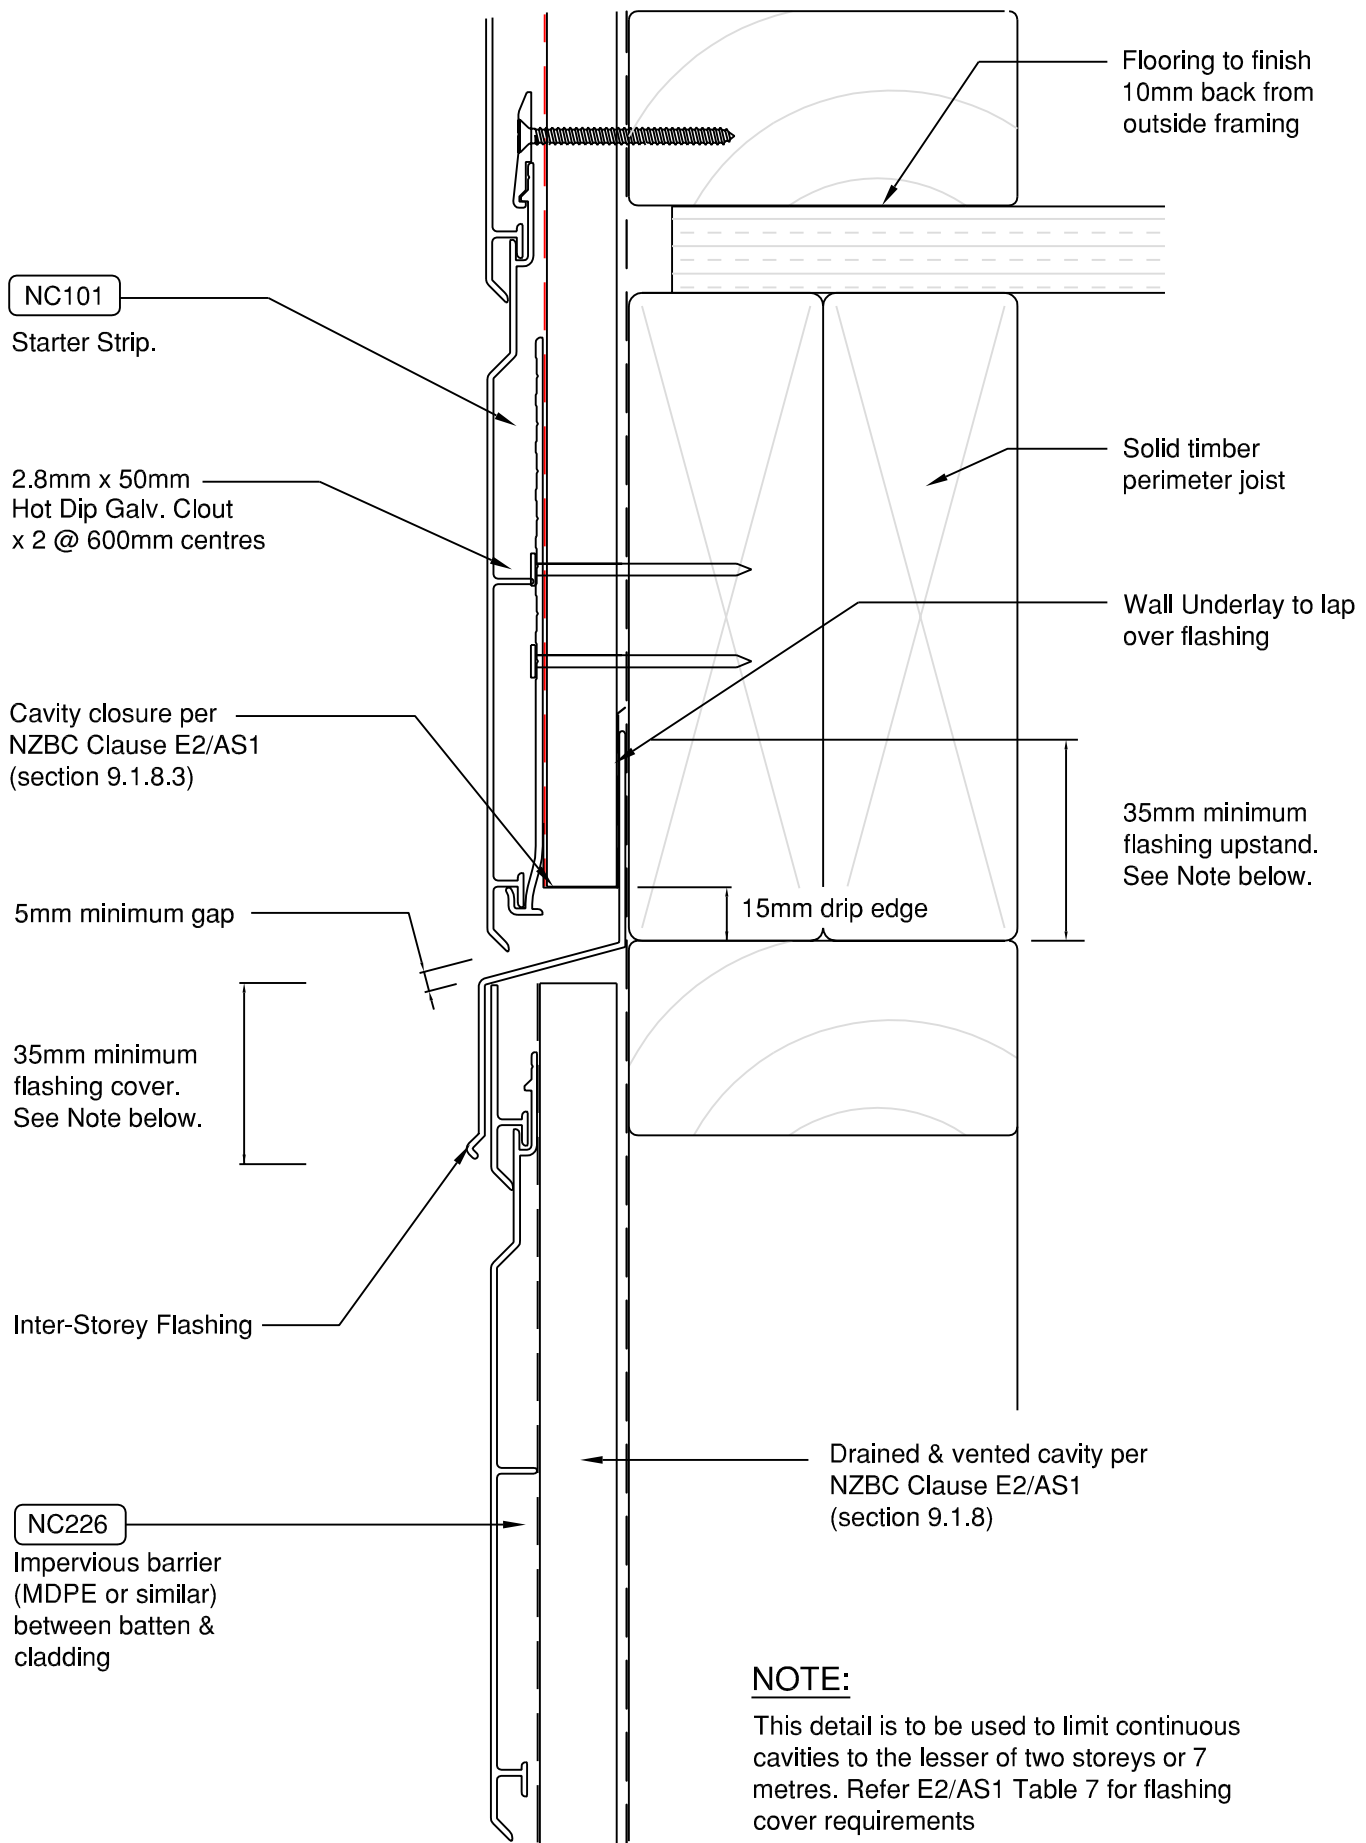 Flooring to finish
10mm back from
outside framing
NC101
Starter Strip.
2.8mm x 50mm
Hot Dip Galv. Clout
x 2 @ 600mm centres
Solid timber
perimeter joist
Wall Underlay to lap
over flashing
Cavity closure per
NZBC Clause E2/AS1
(section 9.1.8.3)
35mm minimum
flashing upstand.
See Note below.
5mm minimum gap
15mm drip edge
35mm minimum
flashing cover.
See Note below.
Inter-Storey Flashing
Drained & vented cavity per
NZBC Clause E2/AS1
(section 9.1.8)
NC226
Impervious barrier
(MDPE or similar)
between batten &
cladding
NOTE:
This detail is to be used to limit continuous
cavities to the lesser of two storeys or 7
metres. Refer E2/AS1 Table 7 for flashing
cover requirements